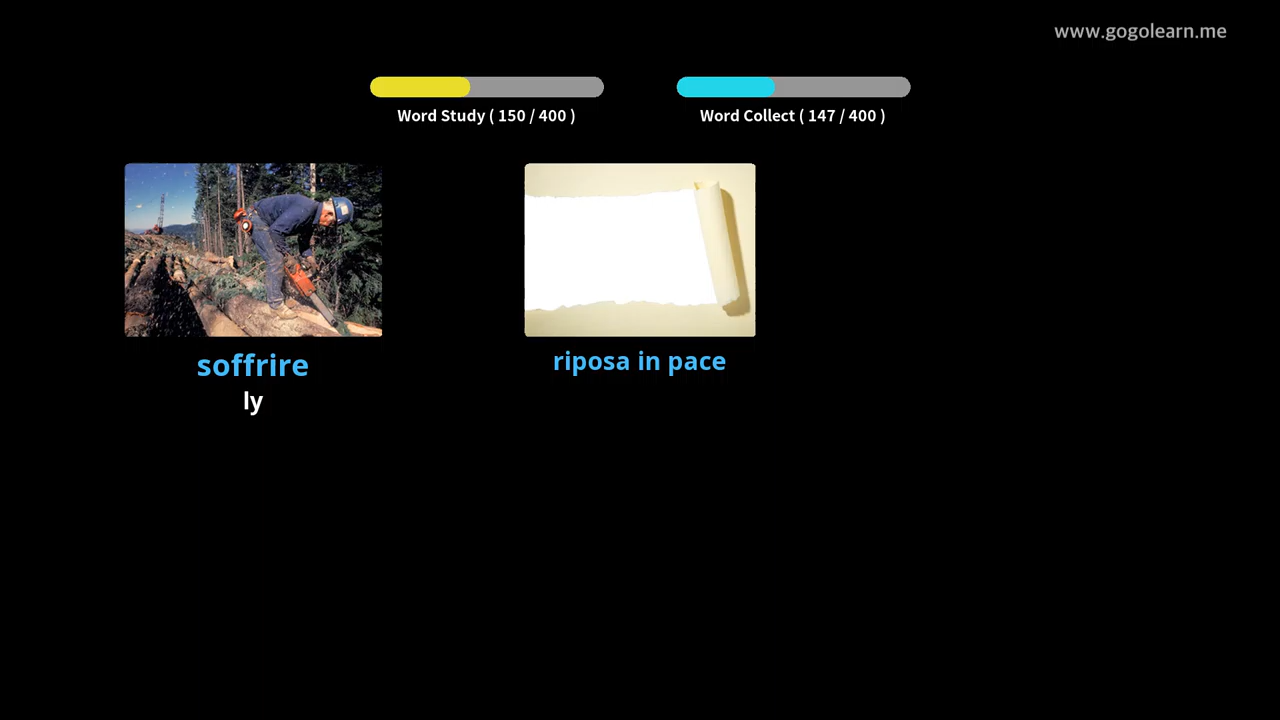 www.gogolearn.me
Word Study ( 150 / 400 )
Word Collect ( 147 / 400 )
soffrire
ly
riposa in pace